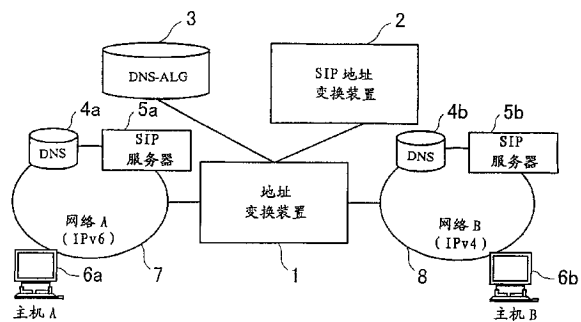 3
2
DNS-ALG
SIP 地址
变换装置
4a
5a
DNS
SIP
服务器
4b
5b
DNS
SIP
服务器
地址
变换装置
网络 A
（IPv6）
网络 B
（IPv4）
6a
7
1
8
6b
主机 A
主机 B